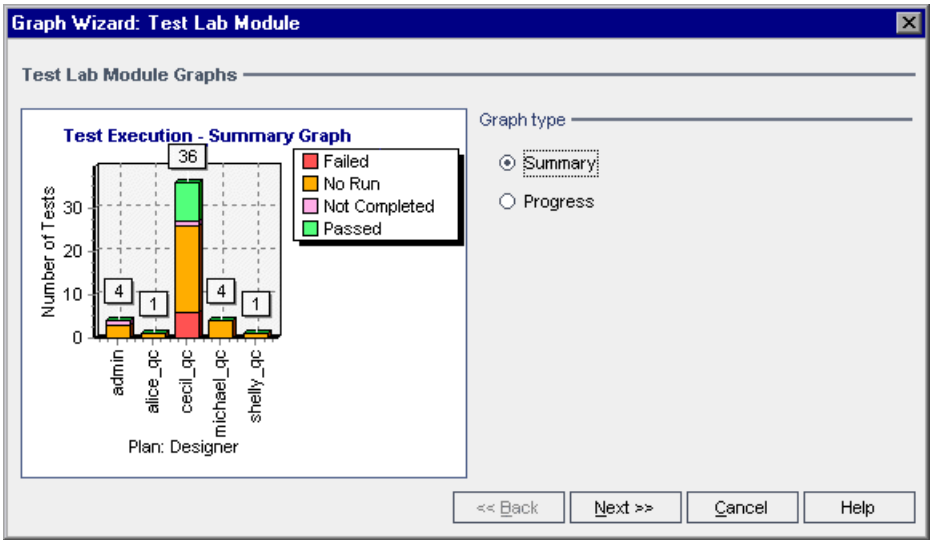 Graph Wizard: Test Lab Module
Test Lab Module Graphs
Test Execution - Summary Graph
36
Failed
No Run
Not Completed
Passed
Number of Tests
30
20
10
0
4
1
4
1
admin
alice_qc
cecil_qc
michael_qc
shelly_qc
Plan: Designer
Graph type
Summary
Progress
<< Back
Next >>
Cancel
Help